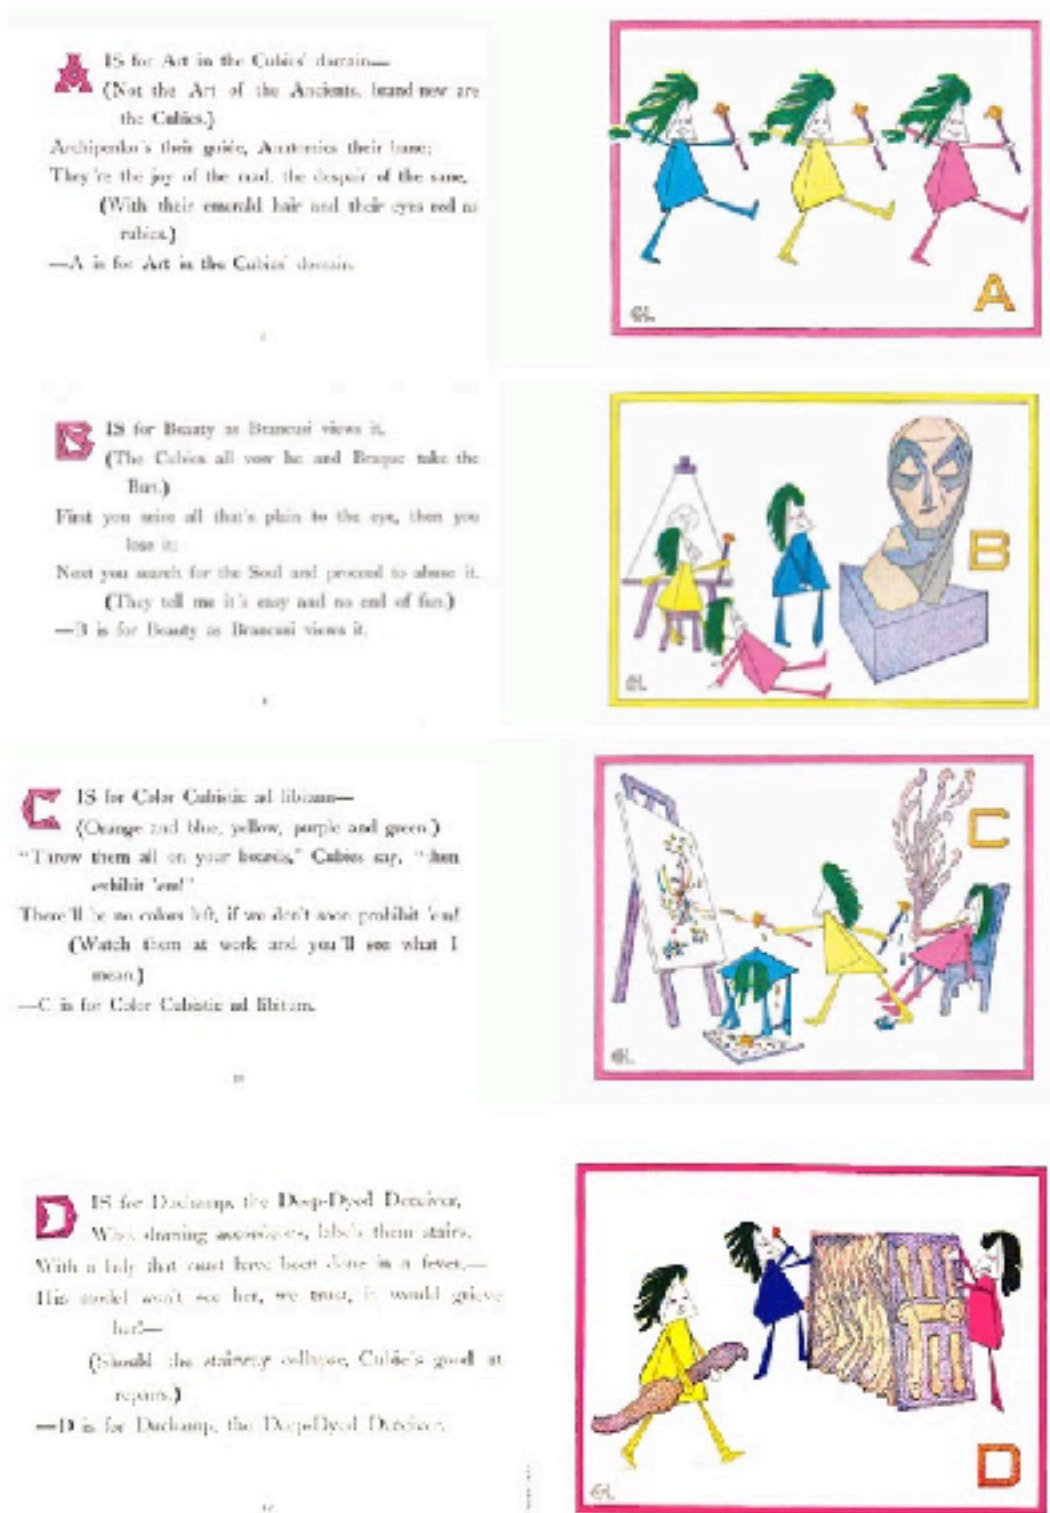 A IS for Art in the Cubies' domain—
(Not the Art of the Ancients, brand-new are
the Cubies.)
Archipenko's their guide, Anatomics their bane;
They're the joy of the mad, the despair of the sane,
(With their emerald hair and their eyes red as
rubies.)
—A is for Art in the Cubies' domain.
A
B IS for Beauty as Brancusi views it.
(The Cubies all vow he and Braque take the
Bun.)
First you seize all that's plain to the eye, then you
lose it;
Next you search for the Soul and proceed to abuse it.
(They tell me it's easy and no end of fun.)
—B is for Beauty as Brancusi views it.
B
C IS for Color Cubistic ad libitum—
(Orange and blue, yellow, purple and green.)
"Throw them all on your boards," Cubies say, "then
exhibit 'em!"
There'll be no colors left, if we don't soon prohibit 'em!
(Watch them at work and you'll see what I
mean.)
—C is for Color Cubistic ad libitum.
10
C
D IS for Duchamp, the Deep-Dyed Deceiver,
Who, drawing accordeons, labels them stairs,
With a lady that must have been done in a fever,—
His model won't see her, we trust, it would grieve
her!—
(Should the stairway collapse, Cubie's good at
repairs.)
—D is for Duchamp, the Deep-Dyed Deceiver.
12
D